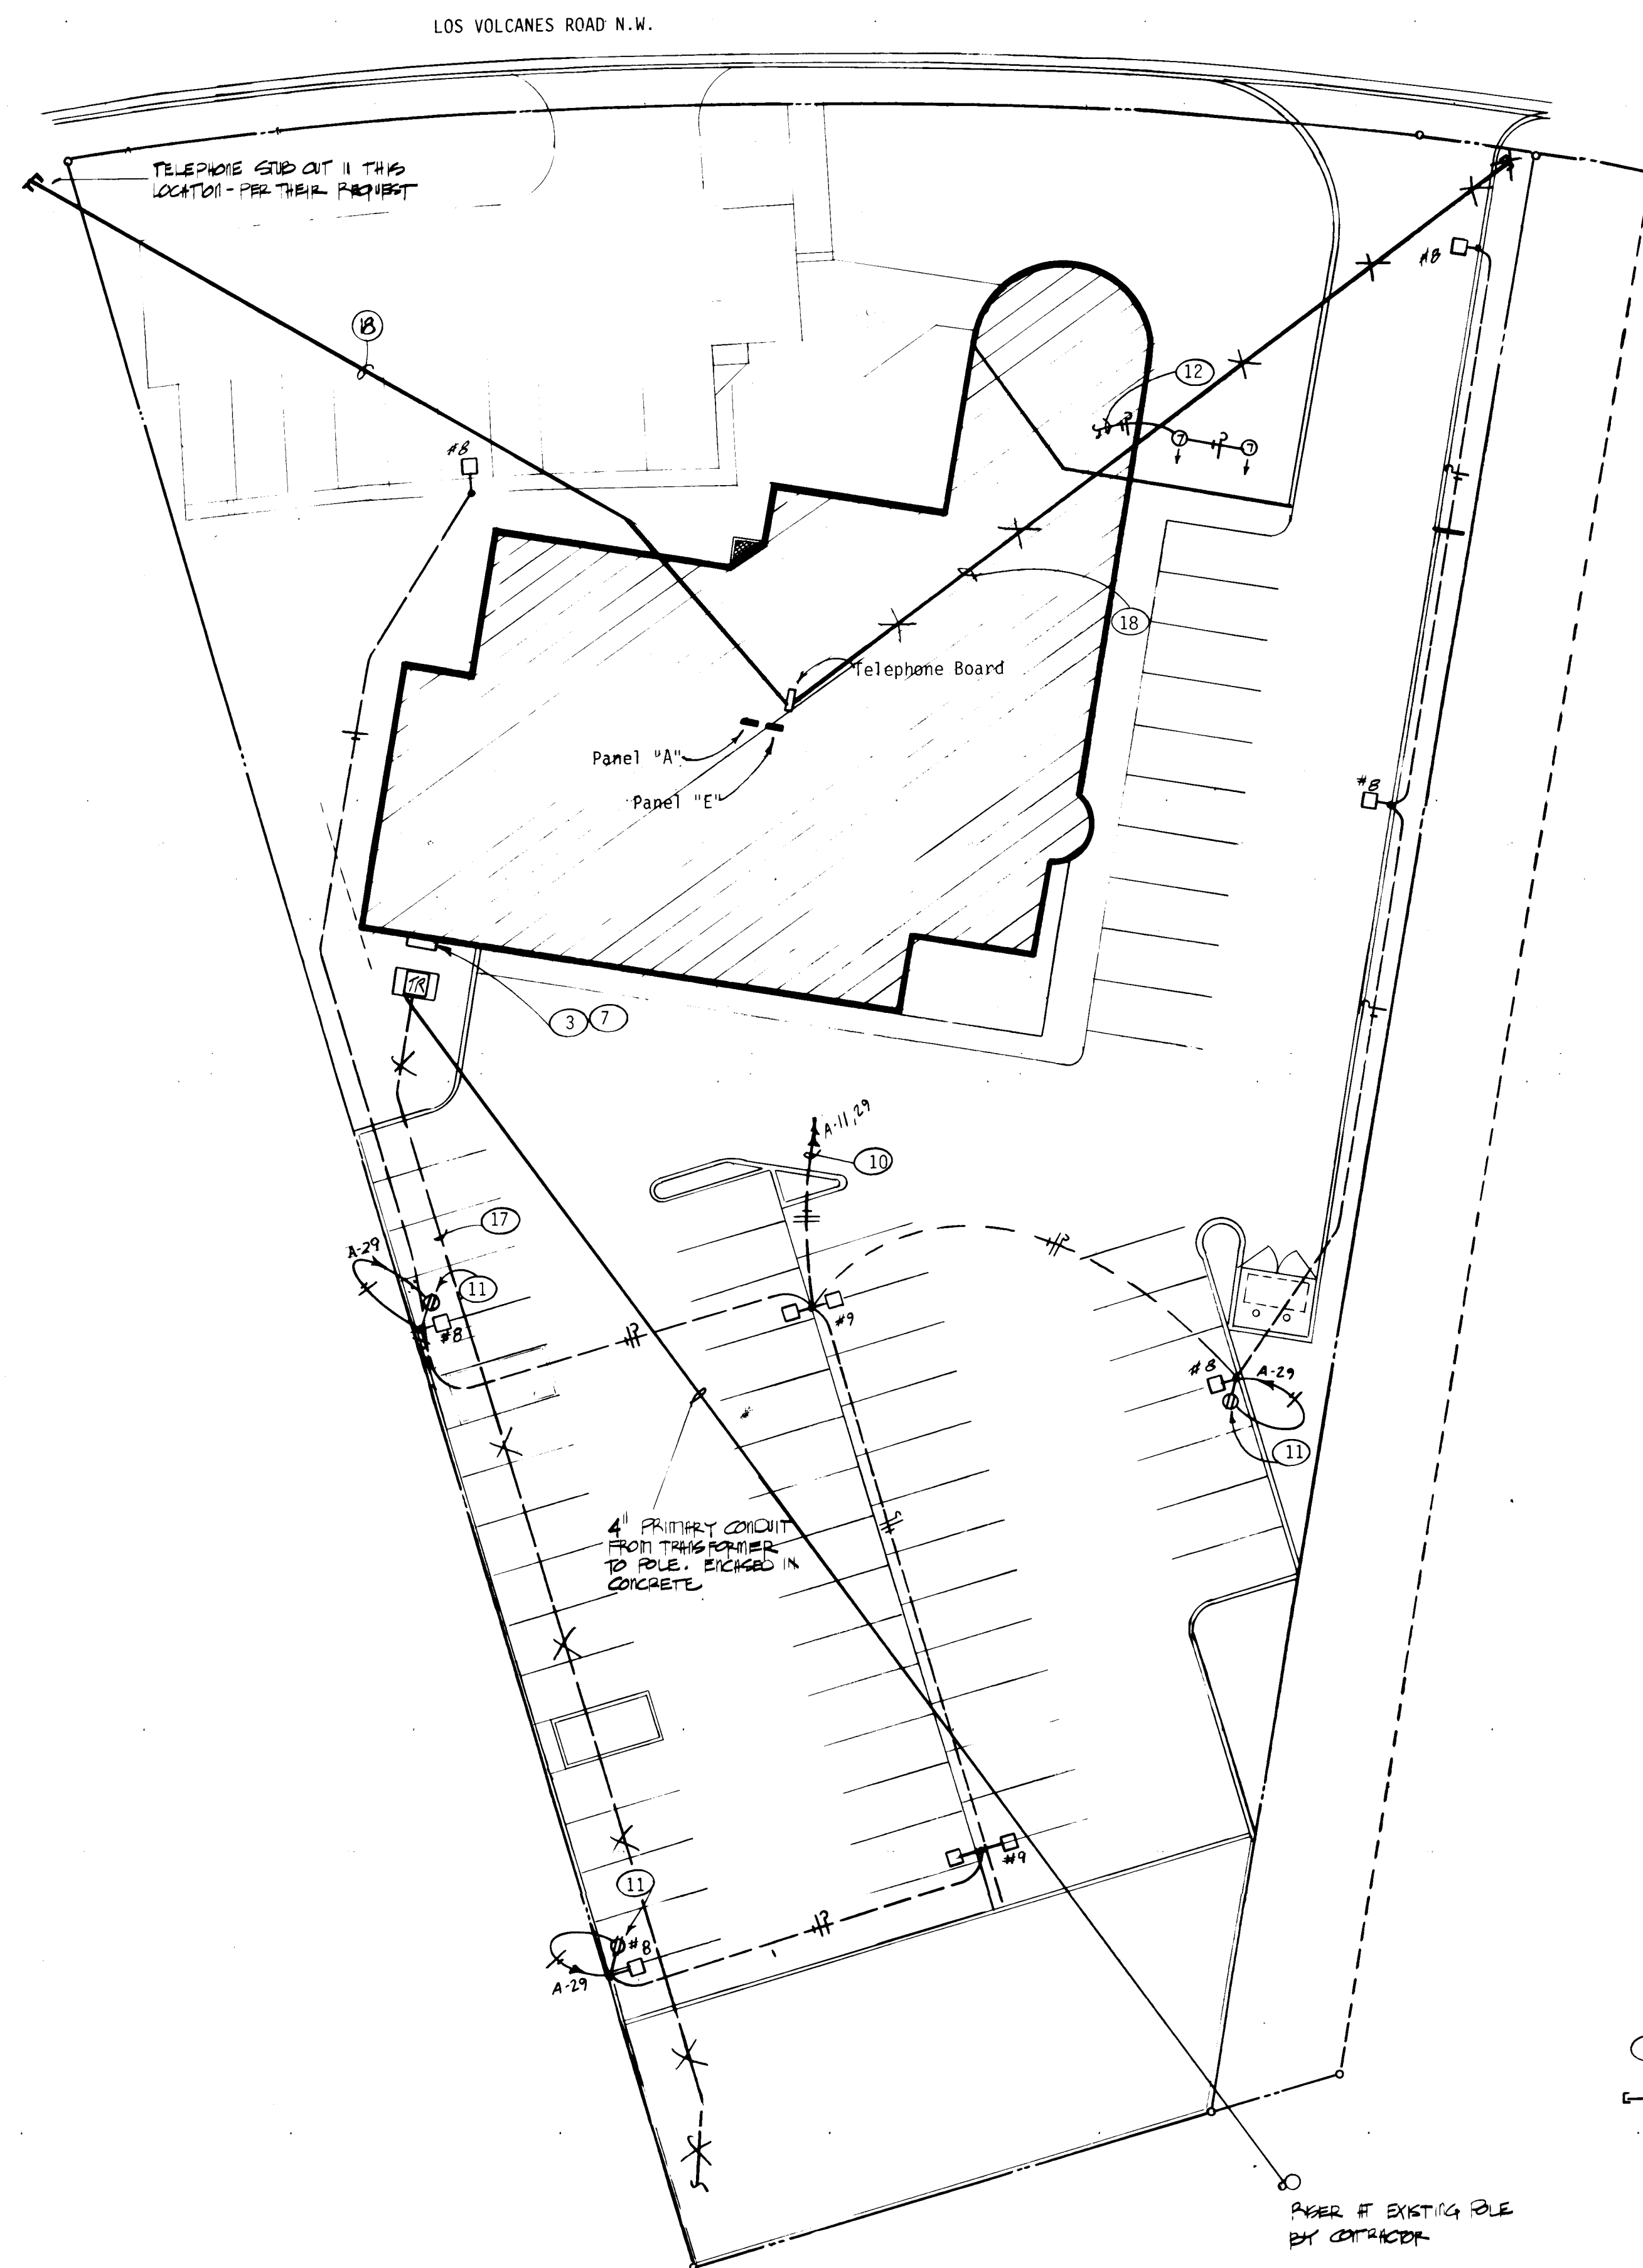 LOS VOLCANES ROAD N.W.
TELEPHONE STUB OUT IN THIS
LOCATION - PER THEIR REQUEST
#8
18
12
7
7
#8
18
Telephone Board
Panel "A"
Panel "E"
#8
TR
3 7
A-11,29
10
17
A-29
11
#8
#9
#8
A-29
11
4" PRIMARY CONDUIT
FROM TRANSFORMER
TO POLE. ENCASED IN
CONCRETE
#9
11
#8
A-29
RISER AT EXISTING POLE
BY CONTRACTOR